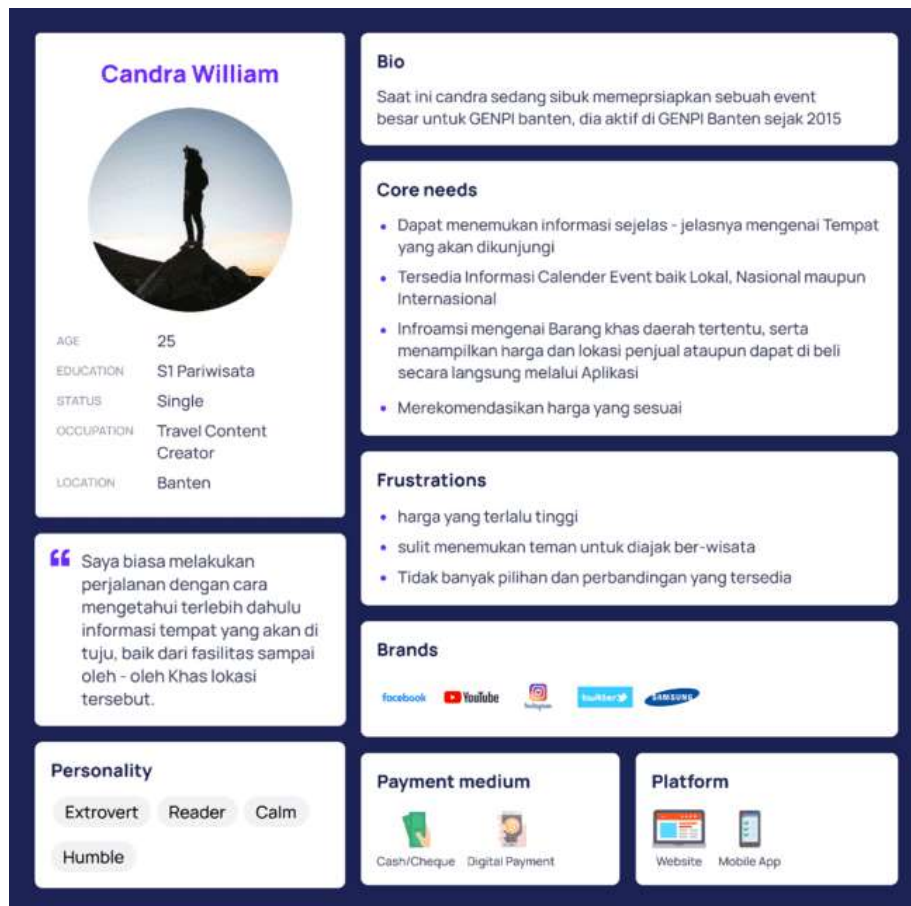 Candra William
AGE 25
EDUCATION S1 Pariwisata
STATUS Single
OCCUPATION Travel Content
Creator
LOCATION Banten
Saya biasa melakukan
perjalanan dengan cara
mengetahui terlebih dahulu
informasi tempat yang akan di
tuju, baik dari fasilitas sampai
oleh - oleh Khas lokasi
tersebut.
Personality
Extrovert Reader Calm
Humble
Bio
Saat ini candra sedang sibuk memeprsiapkan sebuah event
besar untuk GENPI banten, dia aktif di GENPI Banten sejak 2015
Core needs
Dapat menemukan informasi sejelas - jelasnya mengenai Tempat
yang akan dikunjungi
Tersedia Informasi Calender Event baik Lokal, Nasional maupun
Internasional
Infroamsi mengenai Barang khas daerah tertentu, serta
menampilkan harga dan lokasi penjual ataupun dapat di beli
secara langsung melalui Aplikasi
Merekomendasikan harga yang sesuai
Frustrations
harga yang terlalu tinggi
sulit menemukan teman untuk diajak ber-wisata
Tidak banyak pilihan dan perbandingan yang tersedia
Brands
facebook YouTube Instagram twitter SAMSUNG
Payment medium
Cash/Cheque Digital Payment
Platform
Website Mobile App